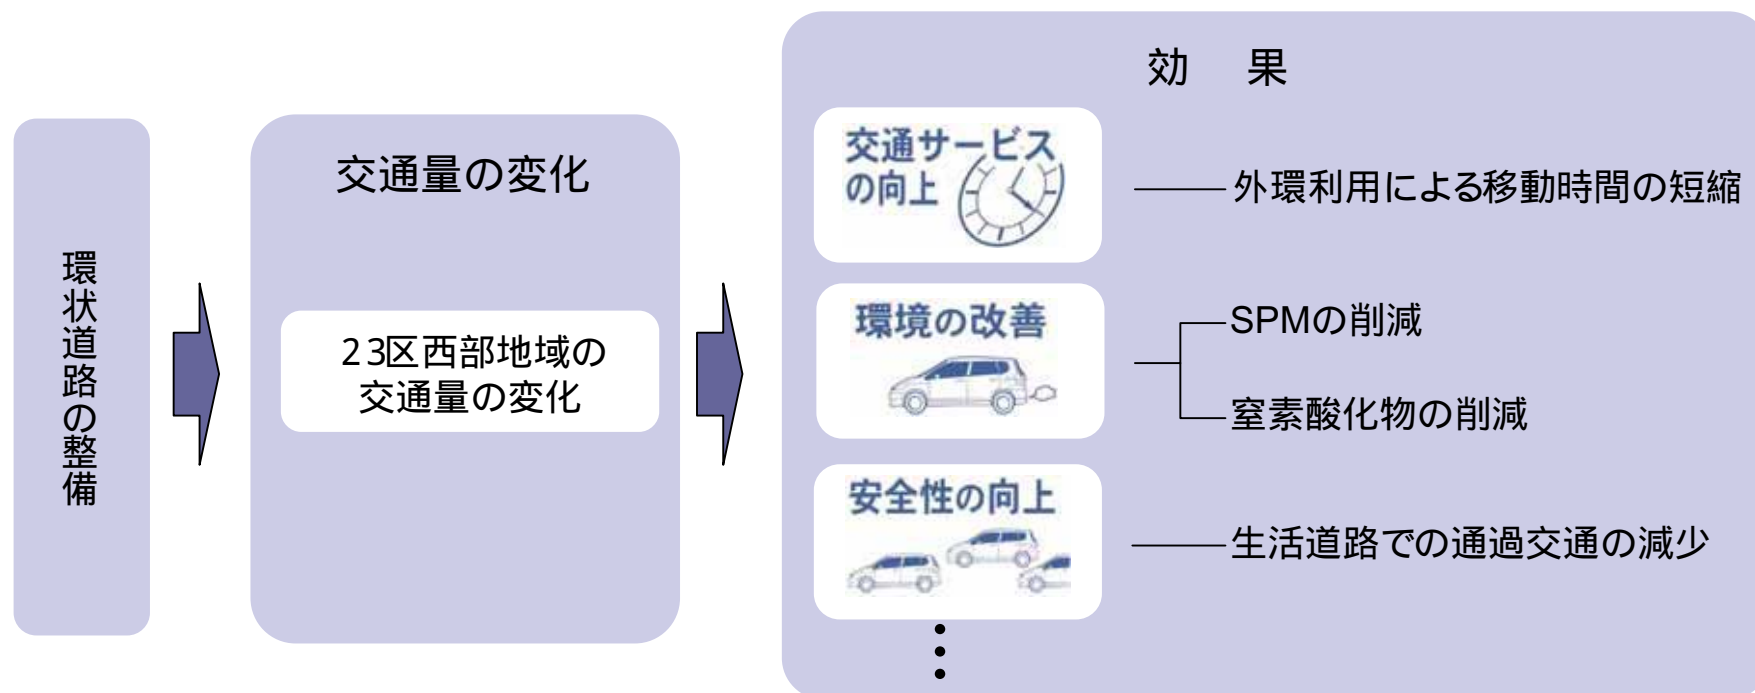 環状道路の整備
交通量の変化
23区西部地域の
交通量の変化
効 果
交通サービス
の向上
外環利用による移動時間の短縮
環境の改善
SPMの削減
窒素酸化物の削減
安全性の向上
生活道路での通過交通の減少